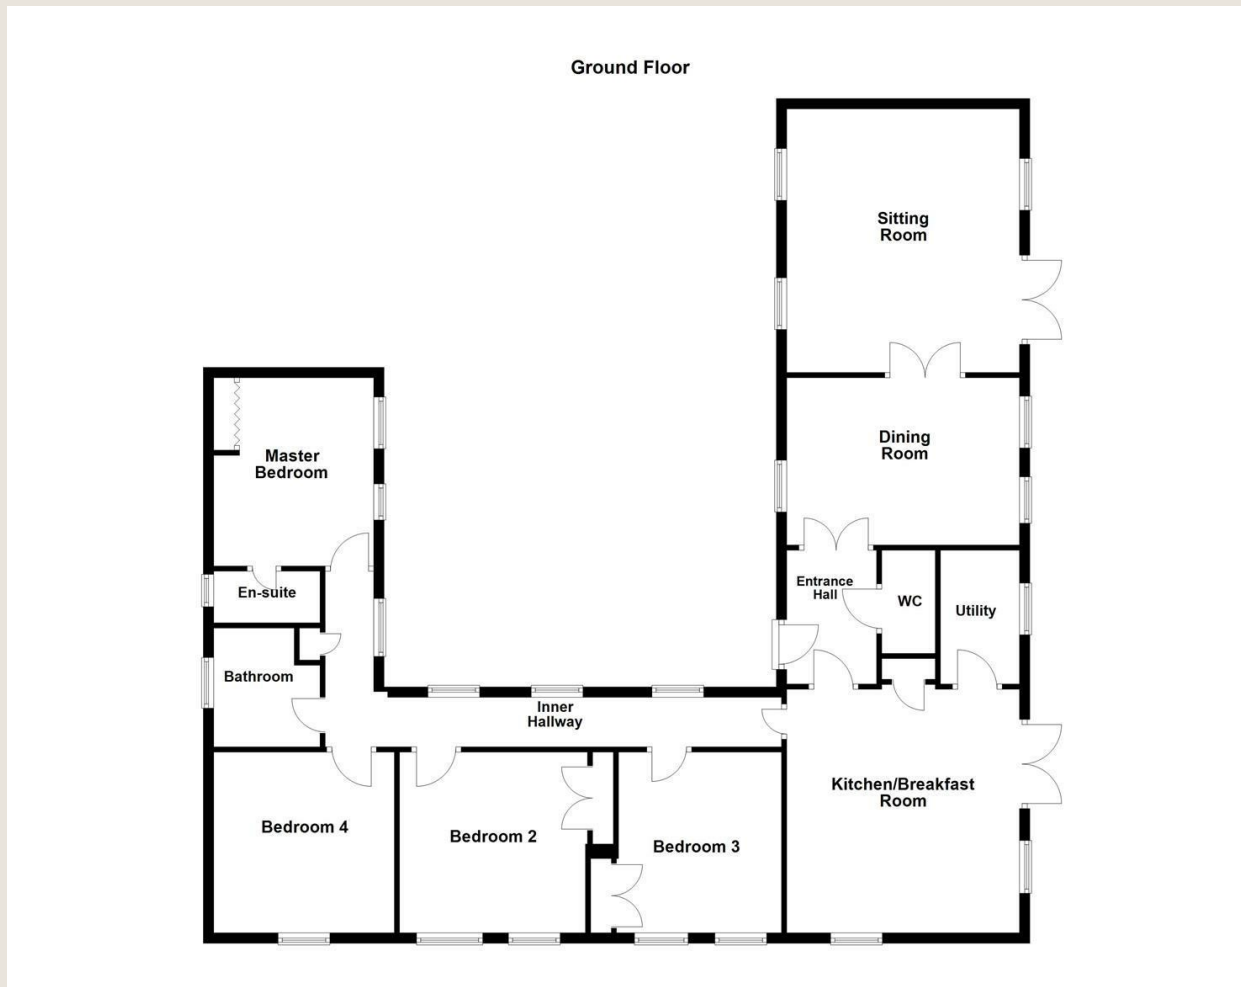 Ground Floor
Sitting
Room
Dining
Room
Master
Bedroom
En-suite
Entrance
Hall
WC
Utility
Bathroom
Inner
Hallway
Kitchen/Breakfast
Room
Bedroom 4
Bedroom 2
Bedroom 3